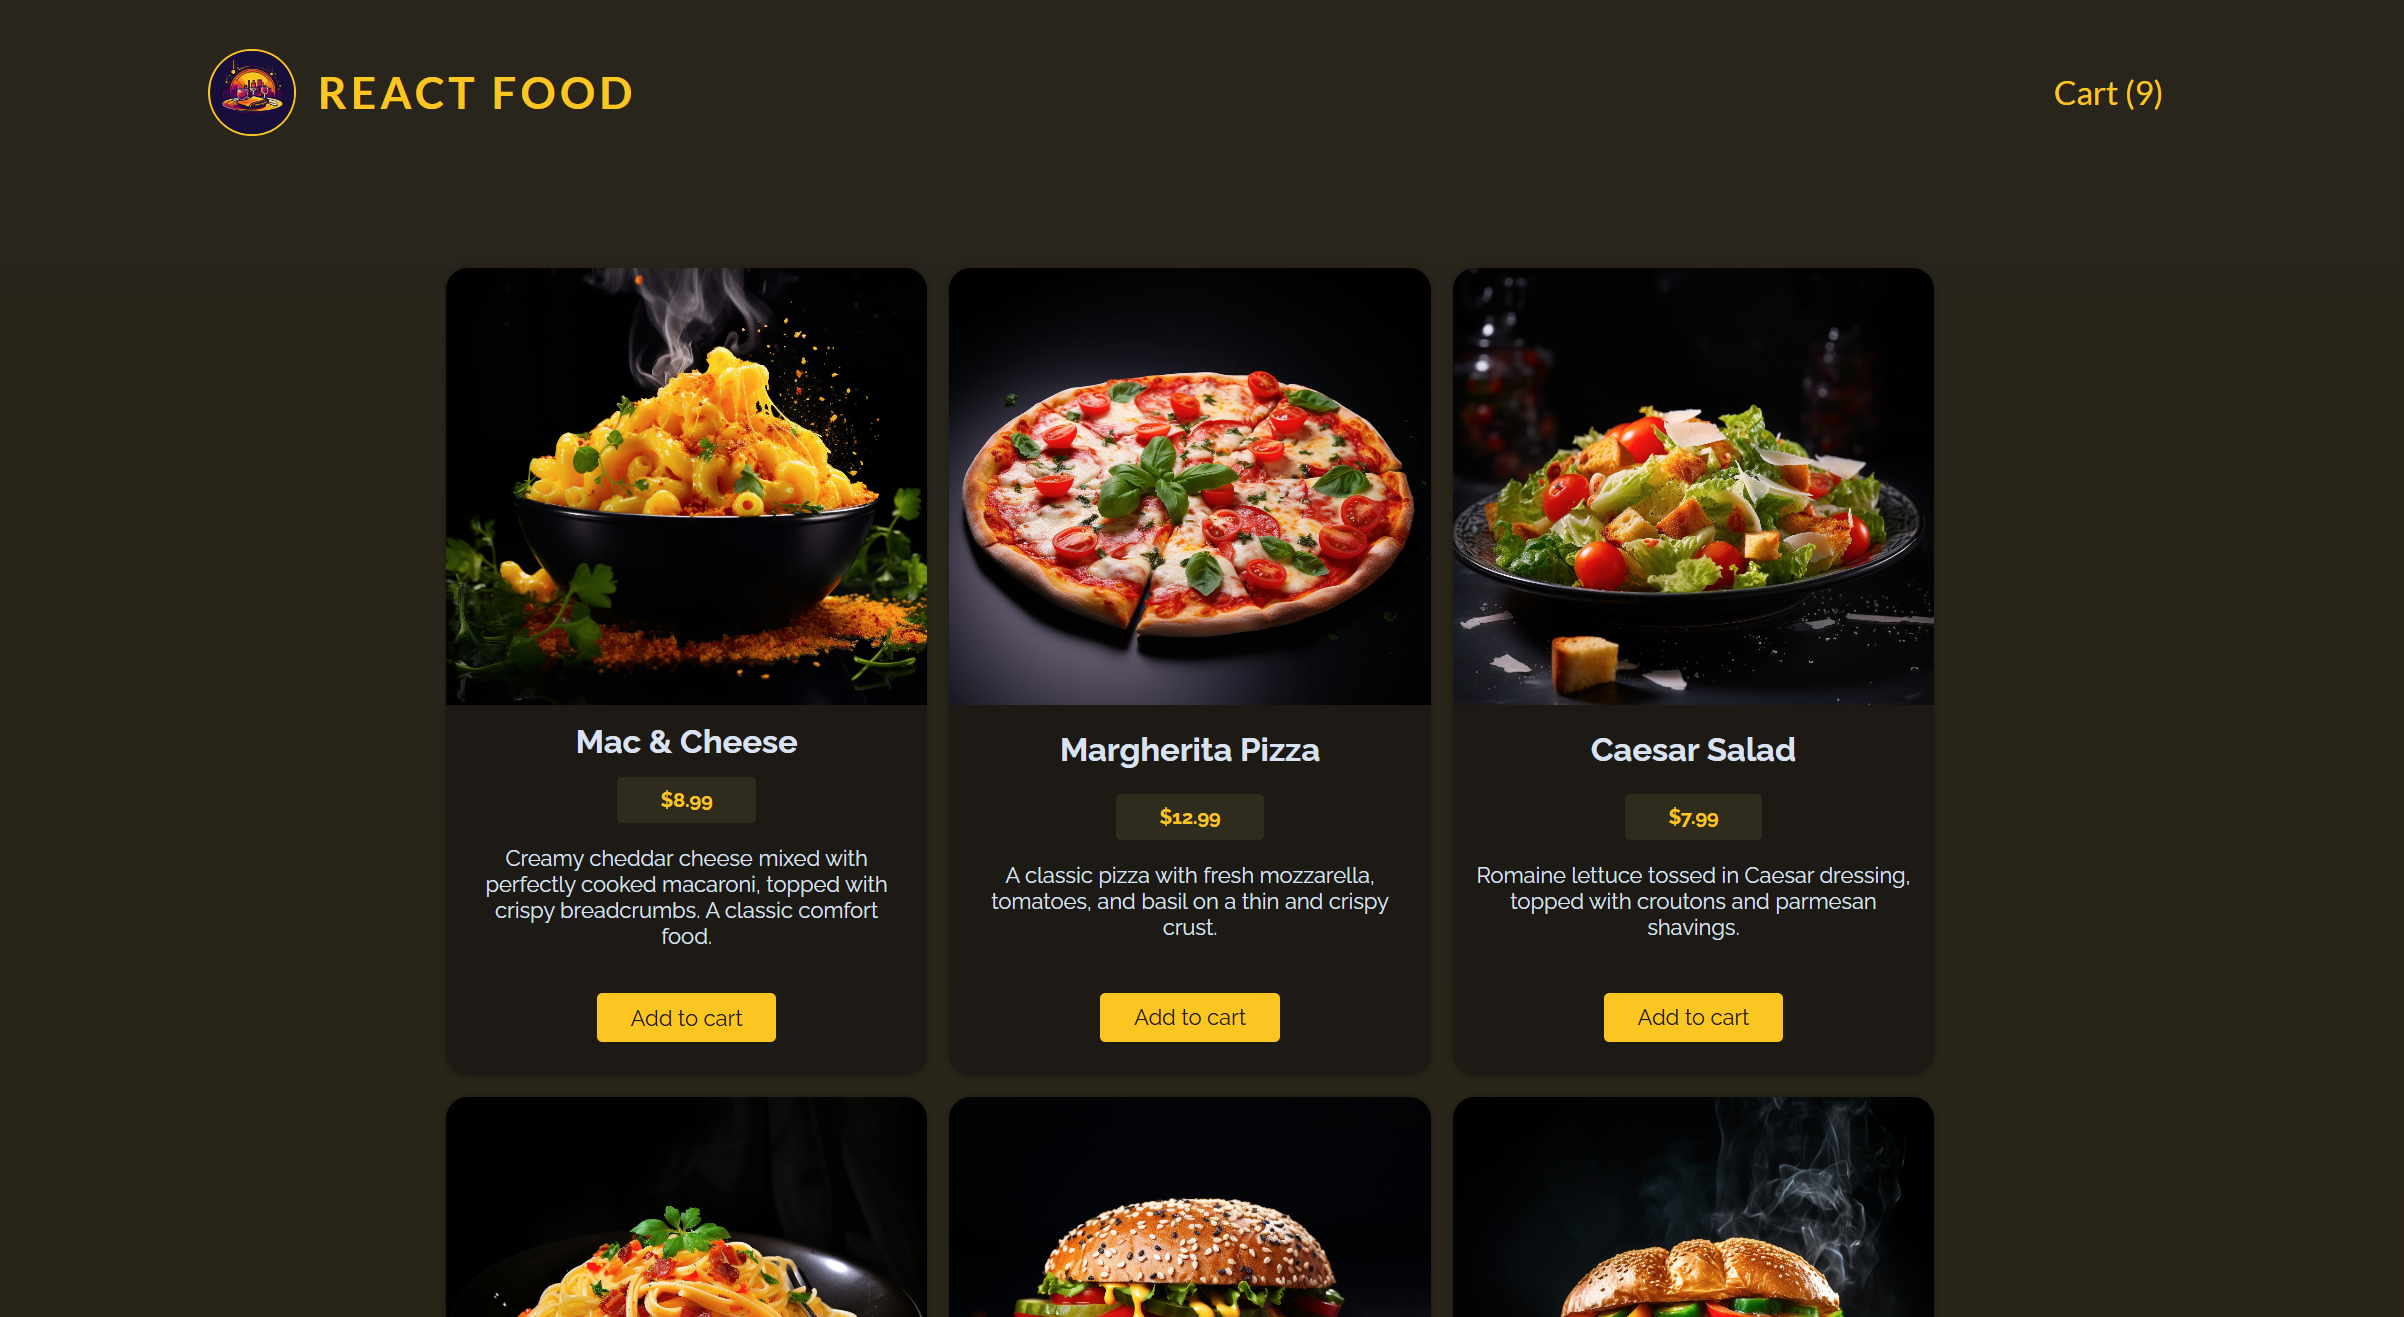 REACT FOOD
Cart (9)
Mac & Cheese
$8.99
Creamy cheddar cheese mixed with
perfectly cooked macaroni, topped with
crispy breadcrumbs. A classic comfort
food.
Add to cart
Margherita Pizza
$12.99
A classic pizza with fresh mozzarella,
tomatoes, and basil on a thin and crispy
crust.
Add to cart
Caesar Salad
$7.99
Romaine lettuce tossed in Caesar dressing,
topped with croutons and parmesan
shavings.
Add to cart